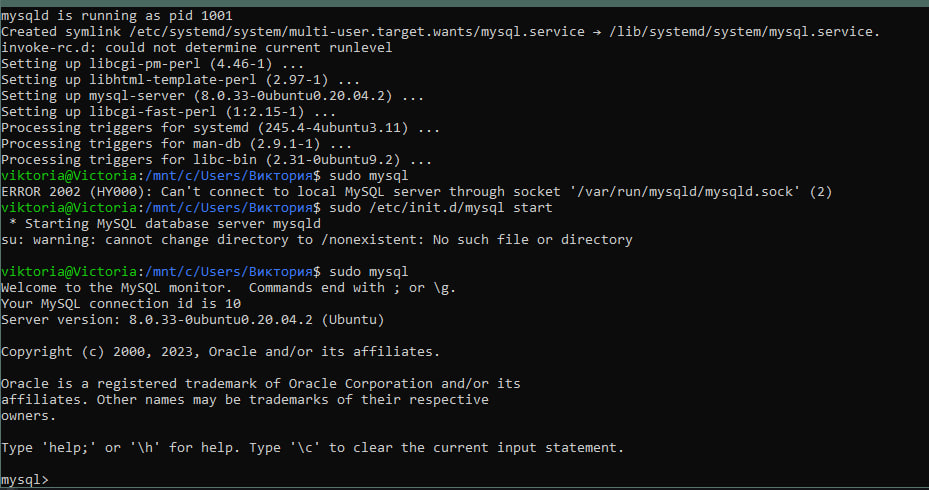 mysqld is running as pid 1001
Created symlink /etc/systemd/system/multi-user.target.wants/mysql.service → /lib/systemd/system/mysql.service.
invoke-rc.d: could not determine current runlevel
Setting up libcgi-pm-perl (4.46-1) ...
Setting up libhtml-template-perl (2.97-1) ...
Setting up mysql-server (8.0.33-0ubuntu0.20.04.2) ...
Setting up libcgi-fast-perl (1:2.15-1) ...
Processing triggers for systemd (245.4-4ubuntu3.11) ...
Processing triggers for man-db (2.9.1-1) ...
Processing triggers for libc-bin (2.31-0ubuntu9.2) ...
viktoria@Victoria:/mnt/c/Users/Виктория$ sudo mysql
ERROR 2002 (HY000): Can't connect to local MySQL server through socket '/var/run/mysqld/mysqld.sock' (2)
viktoria@Victoria:/mnt/c/Users/Виктория$ sudo /etc/init.d/mysql start
 * Starting MySQL database server mysqld
su: warning: cannot change directory to /nonexistent: No such file or directory
viktoria@Victoria:/mnt/c/Users/Виктория$ sudo mysql
Welcome to the MySQL monitor.  Commands end with ; or \g.
Your MySQL connection id is 10
Server version: 8.0.33-0ubuntu0.20.04.2 (Ubuntu)
Copyright (c) 2000, 2023, Oracle and/or its affiliates.
Oracle is a registered trademark of Oracle Corporation and/or its
affiliates. Other names may be trademarks of their respective
owners.
Type 'help;' or '\h' for help. Type '\c' to clear the current input statement.
mysql>